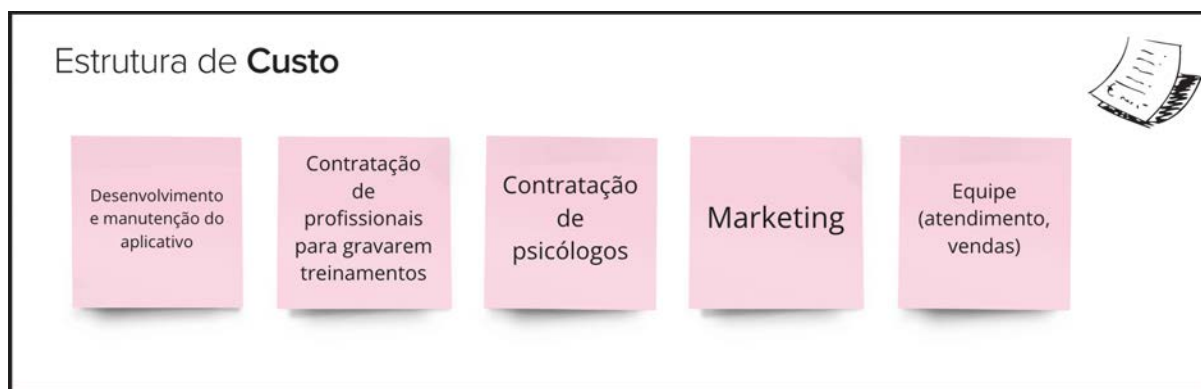 Estrutura de Custo
Desenvolvimento
e manutenção do
aplicativo
Contratação
de
profissionais
para gravarem
treinamentos
Contratação
de
psicólogos
Marketing
Equipe
(atendimento,
vendas)